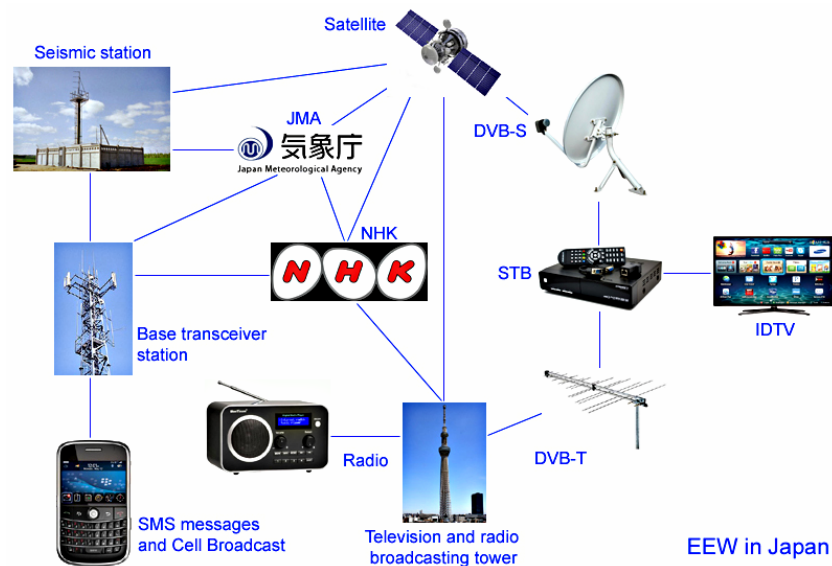 Satellite
Seismic station
JMA
気象庁
Japan Meteorological Agency
DVB-S
NHK
NHK
STB
IDTV
Base transceiver
station
Radio
DVB-T
SMS messages
and Cell Broadcast
Television and radio
broadcasting tower
EEW in Japan